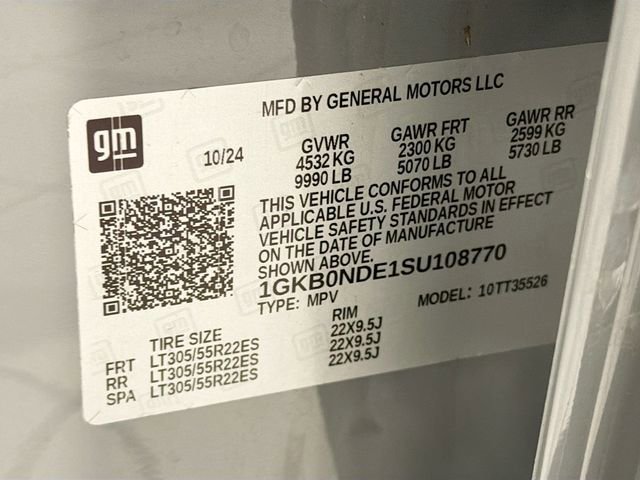 MFD BY GENERAL MOTORS LLC
gm
10/24
GVWR GAWR FRT GAWR RR
4532 KG 2300 KG 2599 KG
9990 LB 5070 LB 5730 LB
THIS VEHICLE CONFORMS TO ALL
APPLICABLE U.S. FEDERAL MOTOR
VEHICLE SAFETY STANDARDS IN EFFECT
ON THE DATE OF MANUFACTURE
SHOWN ABOVE.
1GKB0NDE1SU108770
TYPE: MPV MODEL: 10TT35526
TIRE SIZE RIM
FRT LT305/55R22ES 22X9.5J
RR LT305/55R22ES 22X9.5J
SPA LT305/55R22ES 22X9.5J